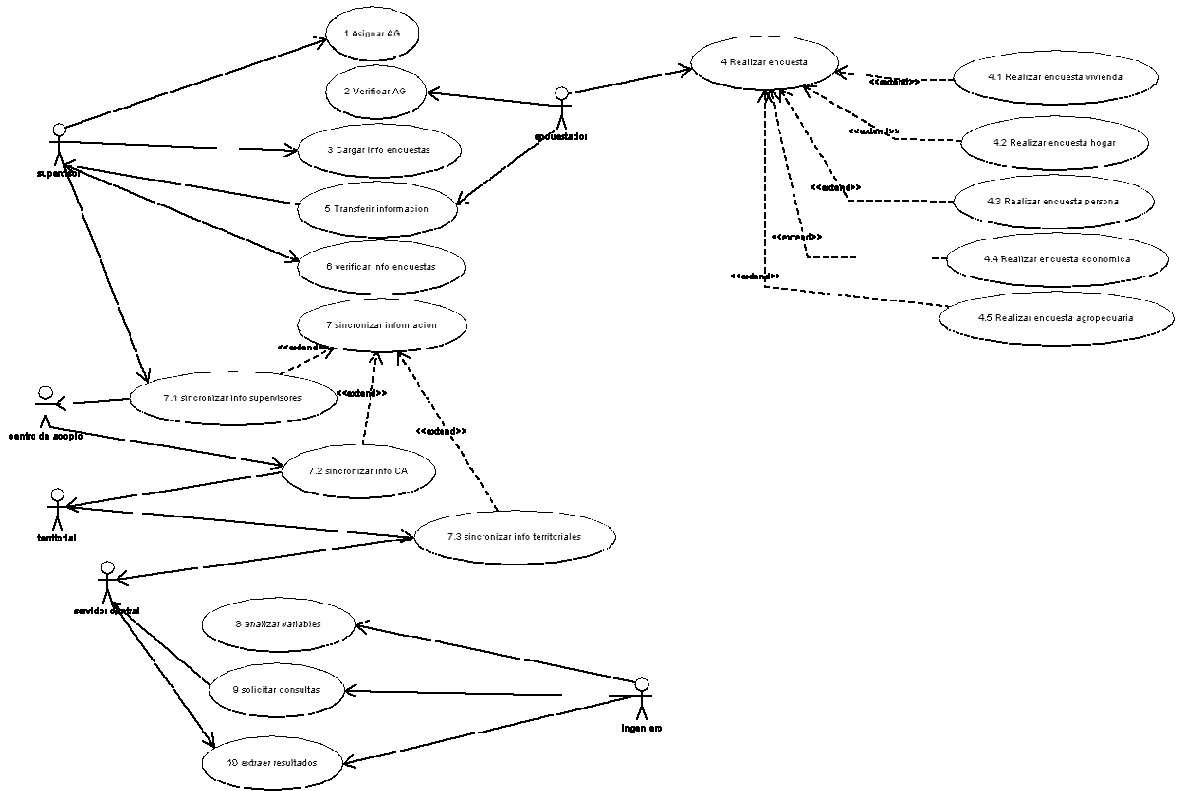 1 Asignar AG
4 Realizar encuesta
<<extend>>
4.1 Realizar encuesta vivienda
2 Verificar AG
encuestador
<<extend>>
4.2 Realizar encuesta hogar
supervisor
3 Cargar info encuestas
<<extend>>
4.3 Realizar encuesta persona
5 Transferir informacion
<<extend>>
4.4 Realizar encuesta economica
6 verificar info encuestas
<<extend>>
4.5 Realizar encuesta agropecuaria
7 sincronizar informacion
<<extend>>
7.1 sincronizar info supervisores
<<extend>>
centro de acopio
<<extend>>
7.2 sincronizar info CA
territorial
7.3 sincronizar info territoriales
servidor central
8 analizar variables
9 solicitar consultas
ingeniero
10 extraer resultados